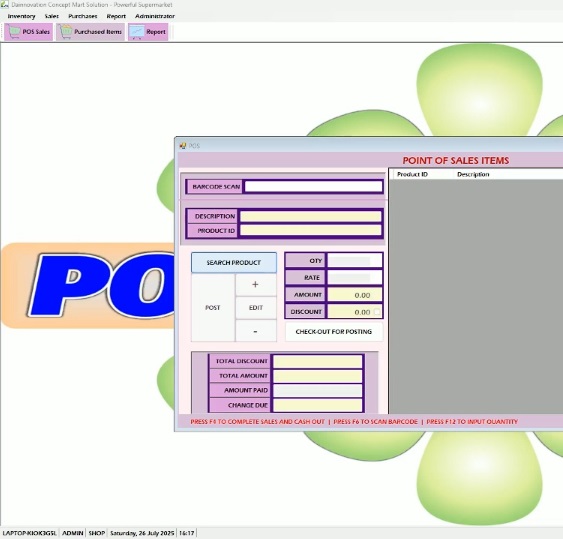 Dainnovation Concept Mart Solution - Powerful Supermarket
Inventory Sales Purchases Report Administrator
POS Sales Purchased Items Report
POS
POINT OF SALES ITEMS
Product ID Description
BARCODE SCAN
DESCRIPTION
PRODUCT ID
SEARCH PRODUCT
POST
+
EDIT
-
QTY
RATE
AMOUNT 0.00
DISCOUNT 0.00
CHECK-OUT FOR POSTING
TOTAL DISCOUNT
TOTAL AMOUNT
AMOUNT PAID
CHANGE DUE
PRESS F1 TO COMPLETE SALES AND CASH OUT | PRESS F6 TO SCAN BARCODE | PRESS F12 TO INPUT QUANTITY
PO
LAPTOP-KIOK3G5L ADMIN SHOP Saturday, 26 July 2025 16:17